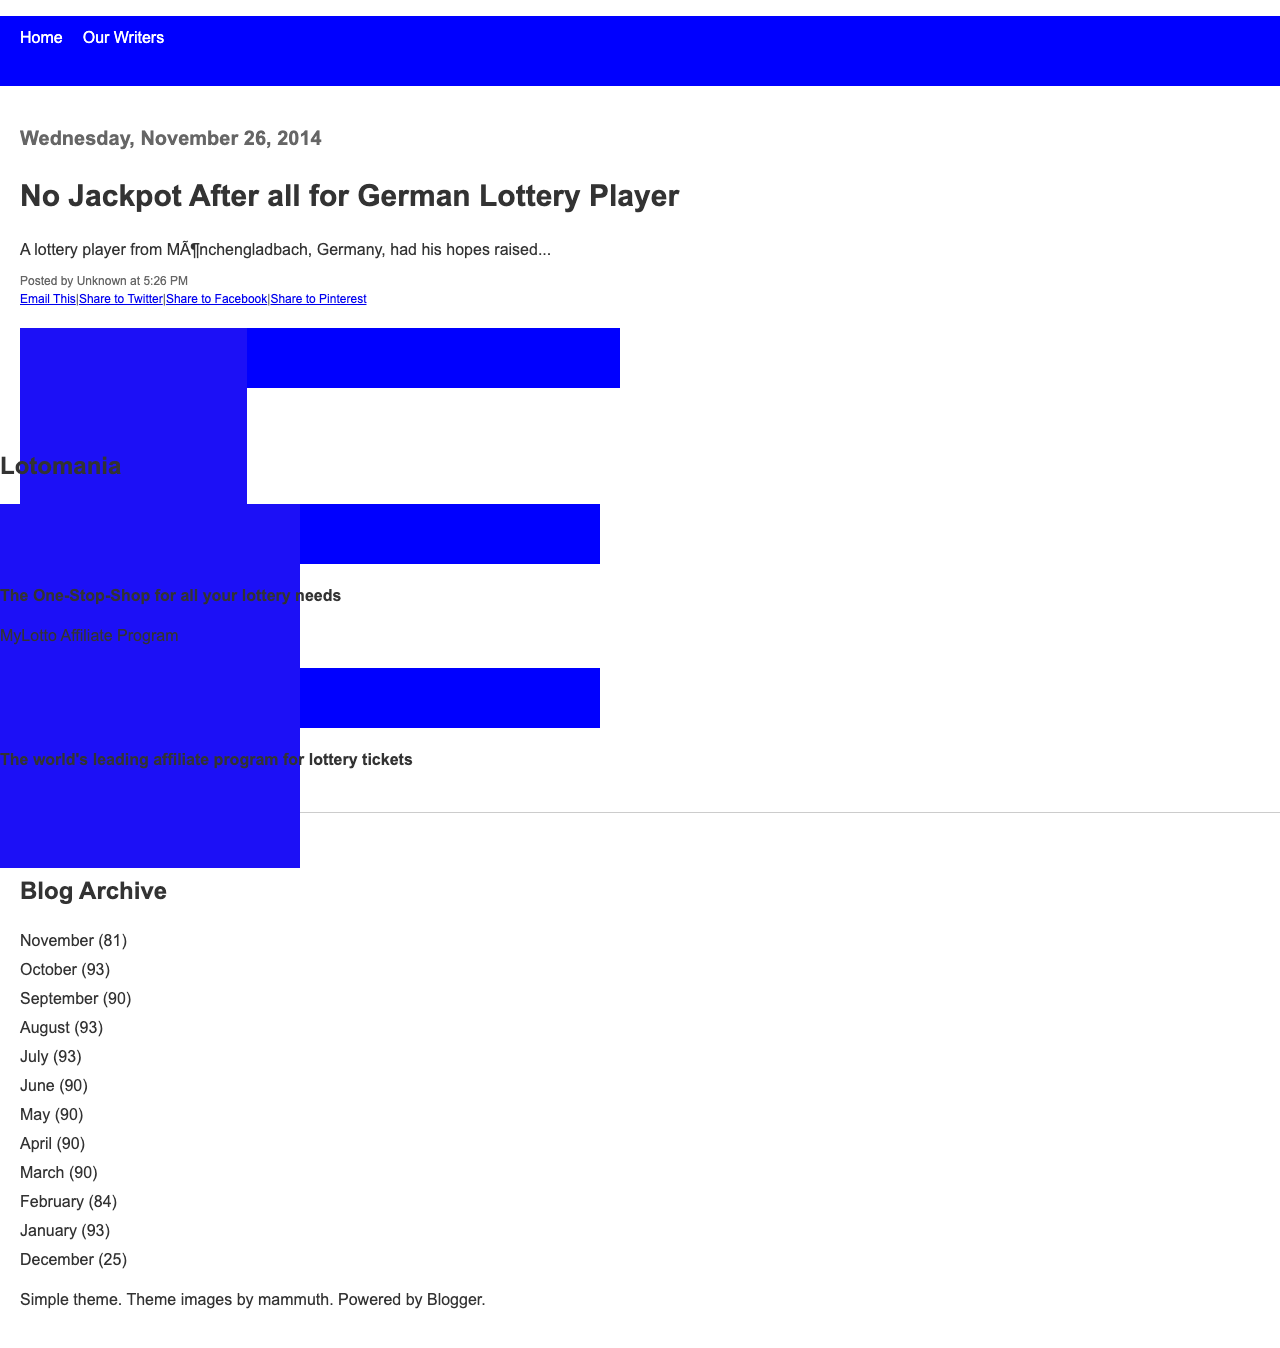 Home Our Writers
Wednesday, November 26, 2014
No Jackpot After all for German Lottery Player
A lottery player from MÃ¶nchengladbach, Germany, had his hopes raised...
Posted by Unknown at 5:26 PM
Email This|Share to Twitter|Share to Facebook|Share to Pinterest
Lotomania
The One-Stop-Shop for all your lottery needs
MyLotto Affiliate Program
The world's leading affiliate program for lottery tickets
Blog Archive
November (81)
October (93)
September (90)
August (93)
July (93)
June (90)
May (90)
April (90)
March (90)
February (84)
January (93)
December (25)
Simple theme. Theme images by mammuth. Powered by Blogger.